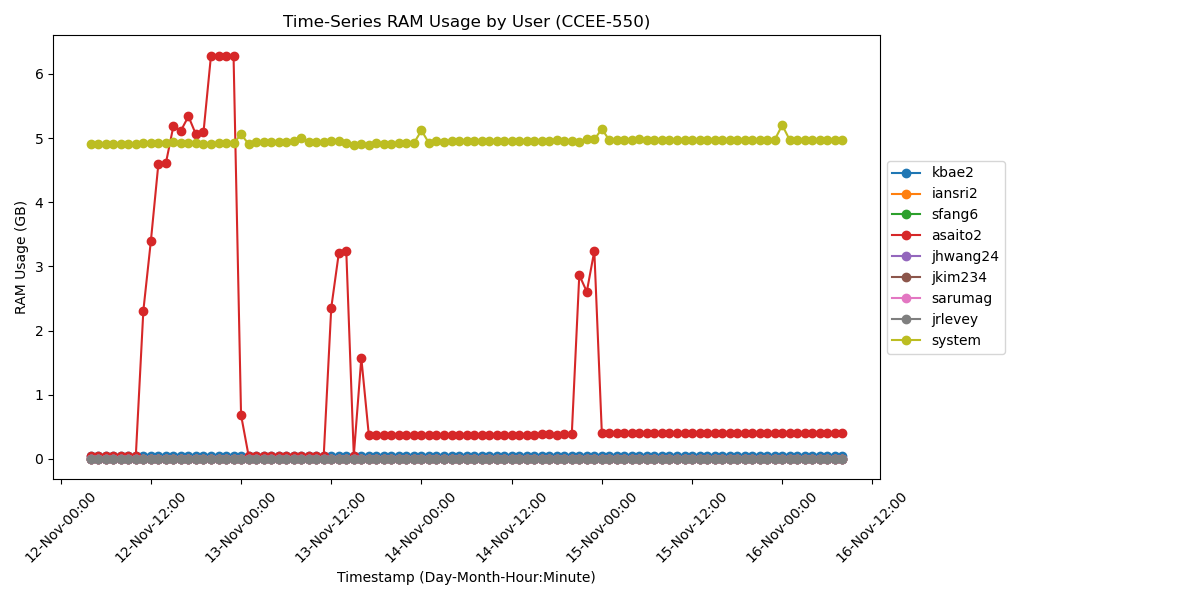 Time-Series RAM Usage by User (CCEE-550)
RAM Usage (GB)
6
5
4
3
2
1
0
12-Nov-00:00
12-Nov-12:00
13-Nov-00:00
13-Nov-12:00
14-Nov-00:00
14-Nov-12:00
15-Nov-00:00
15-Nov-12:00
16-Nov-00:00
16-Nov-12:00
Timestamp (Day-Month-Hour:Minute)
kbae2
iansri2
sfang6
asaito2
jhwang24
jkim234
sarumag
jrlevey
system